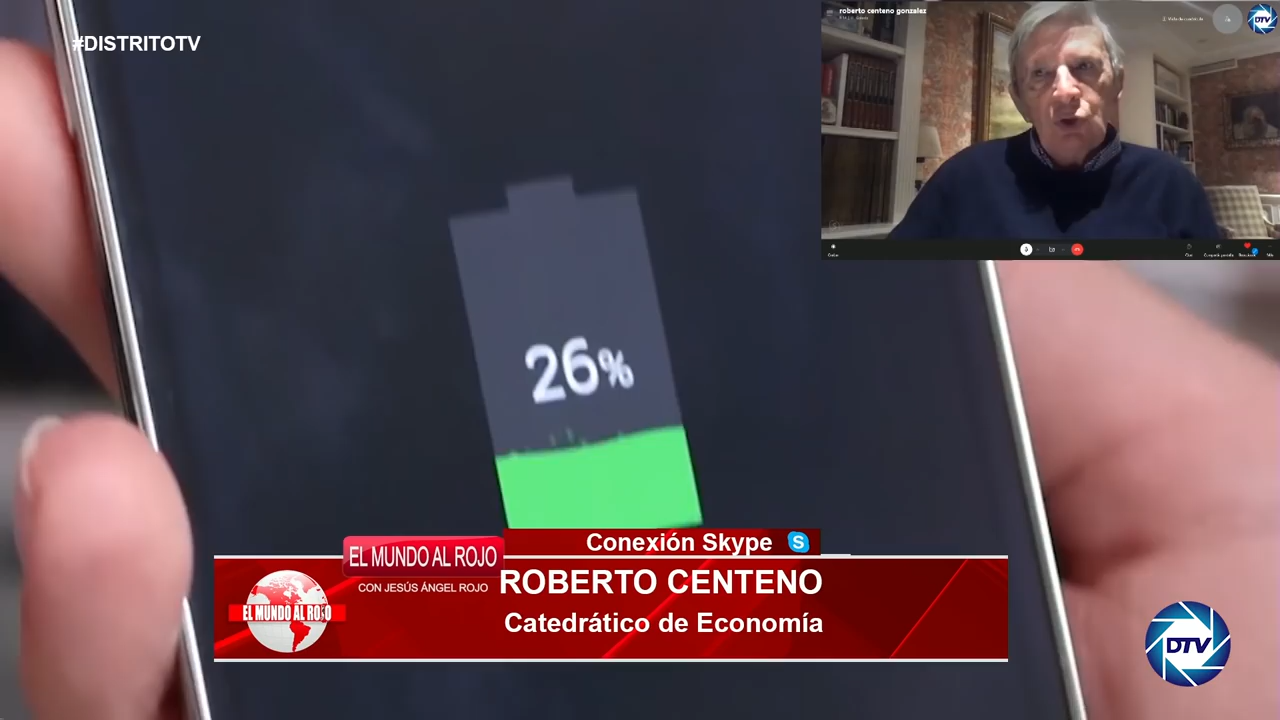 #DISTRITOTV
roberto centeno gonzalez
DTV
26%
Conexión Skype
EL MUNDO AL ROJO
CON JESÚS ÁNGEL ROJO
ROBERTO CENTENO
Catedrático de Economía
EL MUNDO AL ROJO
DTV